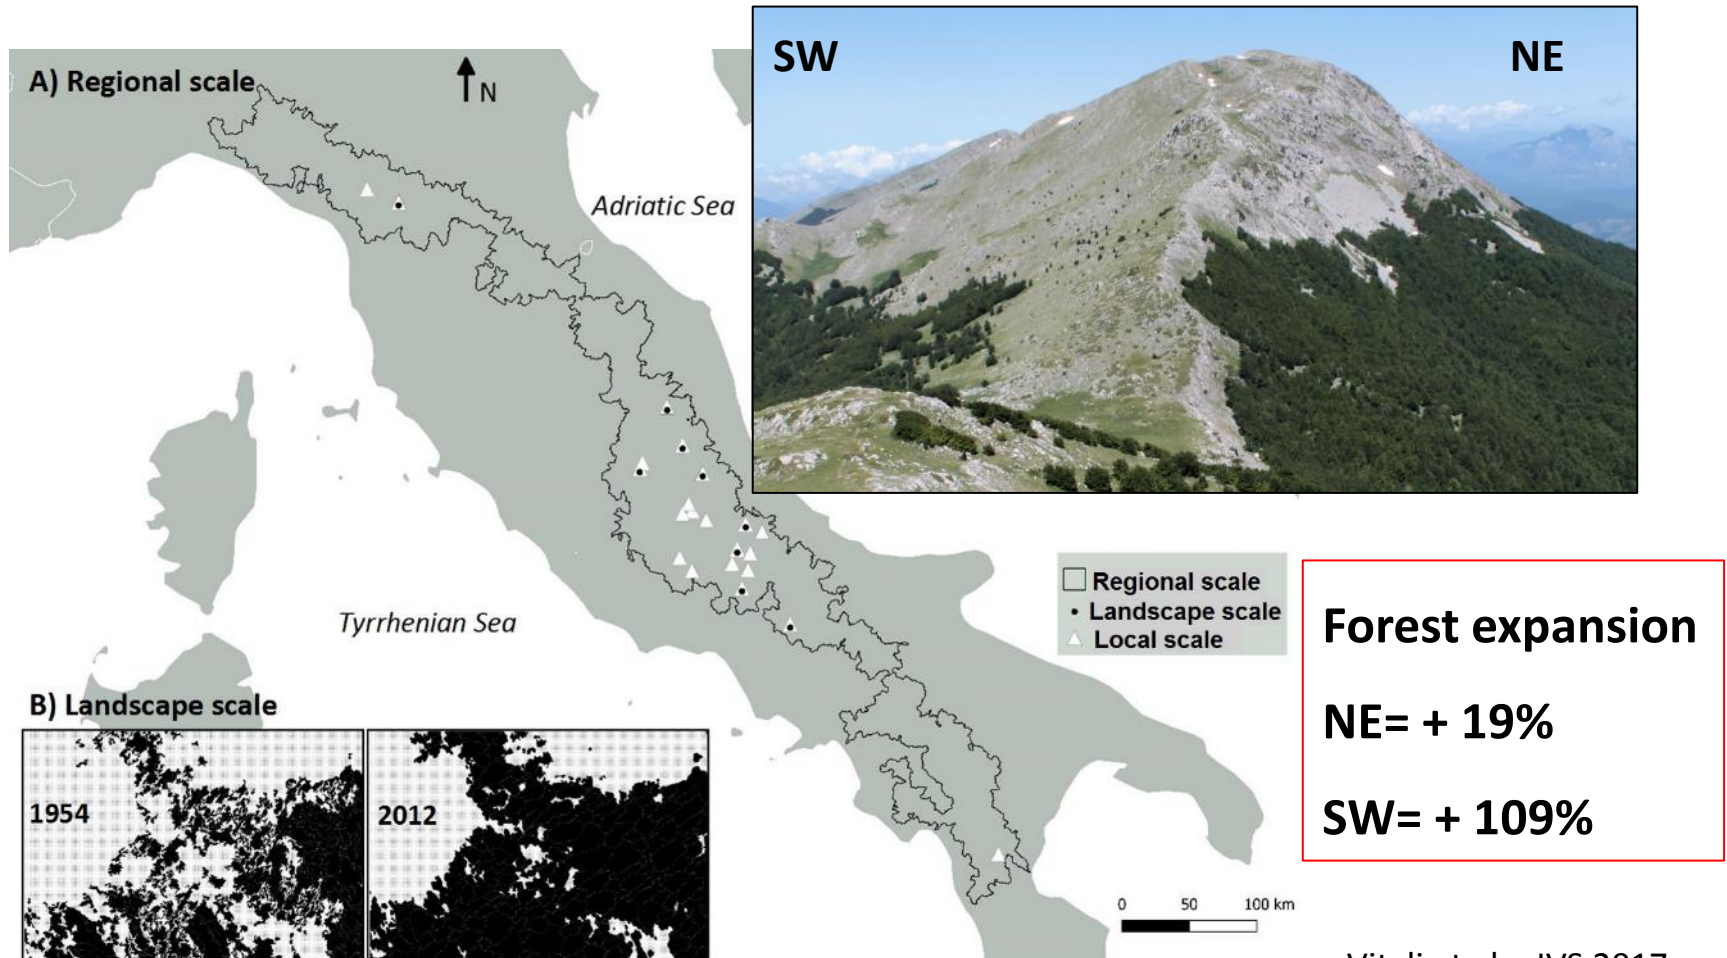 A) Regional scale
N
SW
NE
Adriatic Sea
Tyrrhenian Sea
Regional scale
Landscape scale
Local scale
Forest expansion
NE= + 19%
SW= + 109%
B) Landscape scale
1954
2012
0 50 100 km